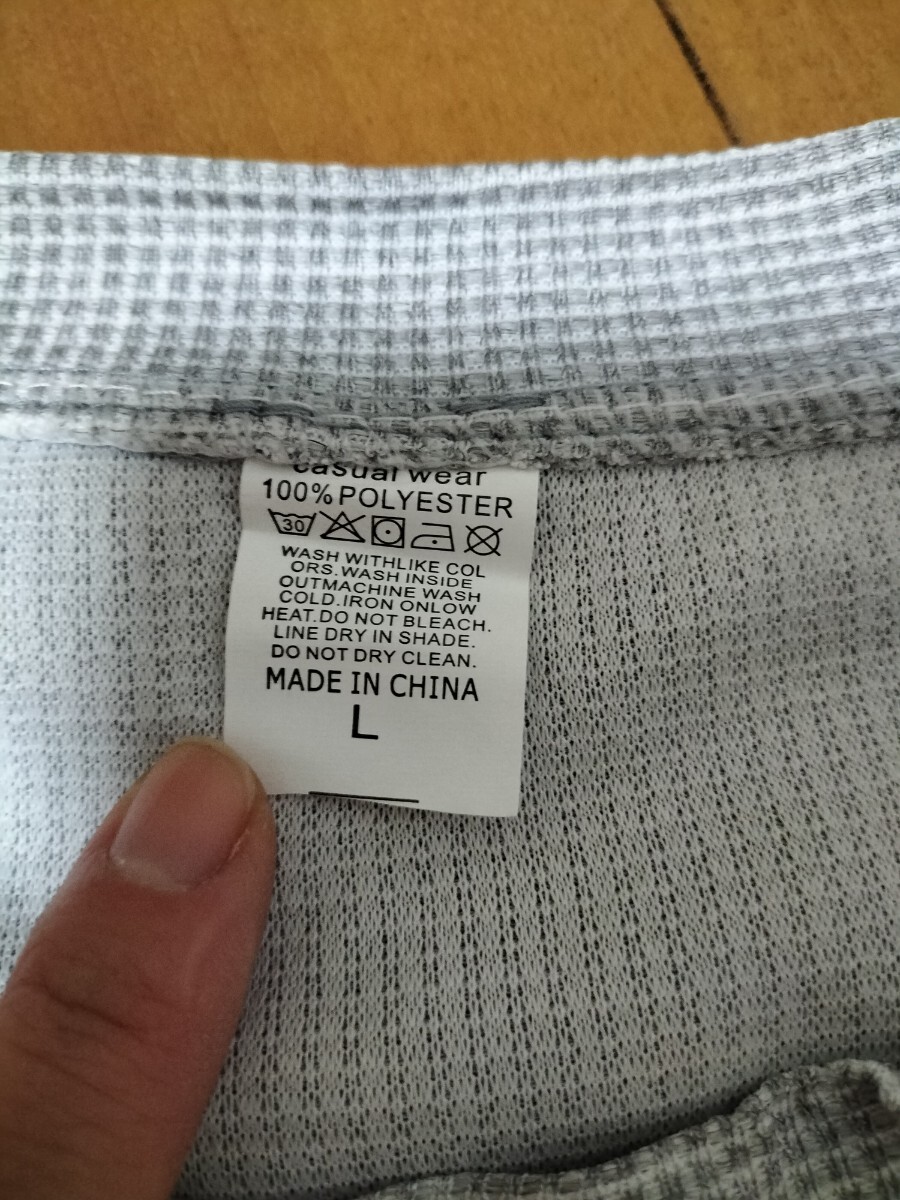 casual wear
100% POLYESTER
30
WASH WITHLIKE COL
ORS.WASH INSIDE
OUTMACHINE WASH
COLD.IRON ONLOW
HEAT.DO NOT BLEACH.
LINE DRY IN SHADE.
DO NOT DRY CLEAN.
MADE IN CHINA
L